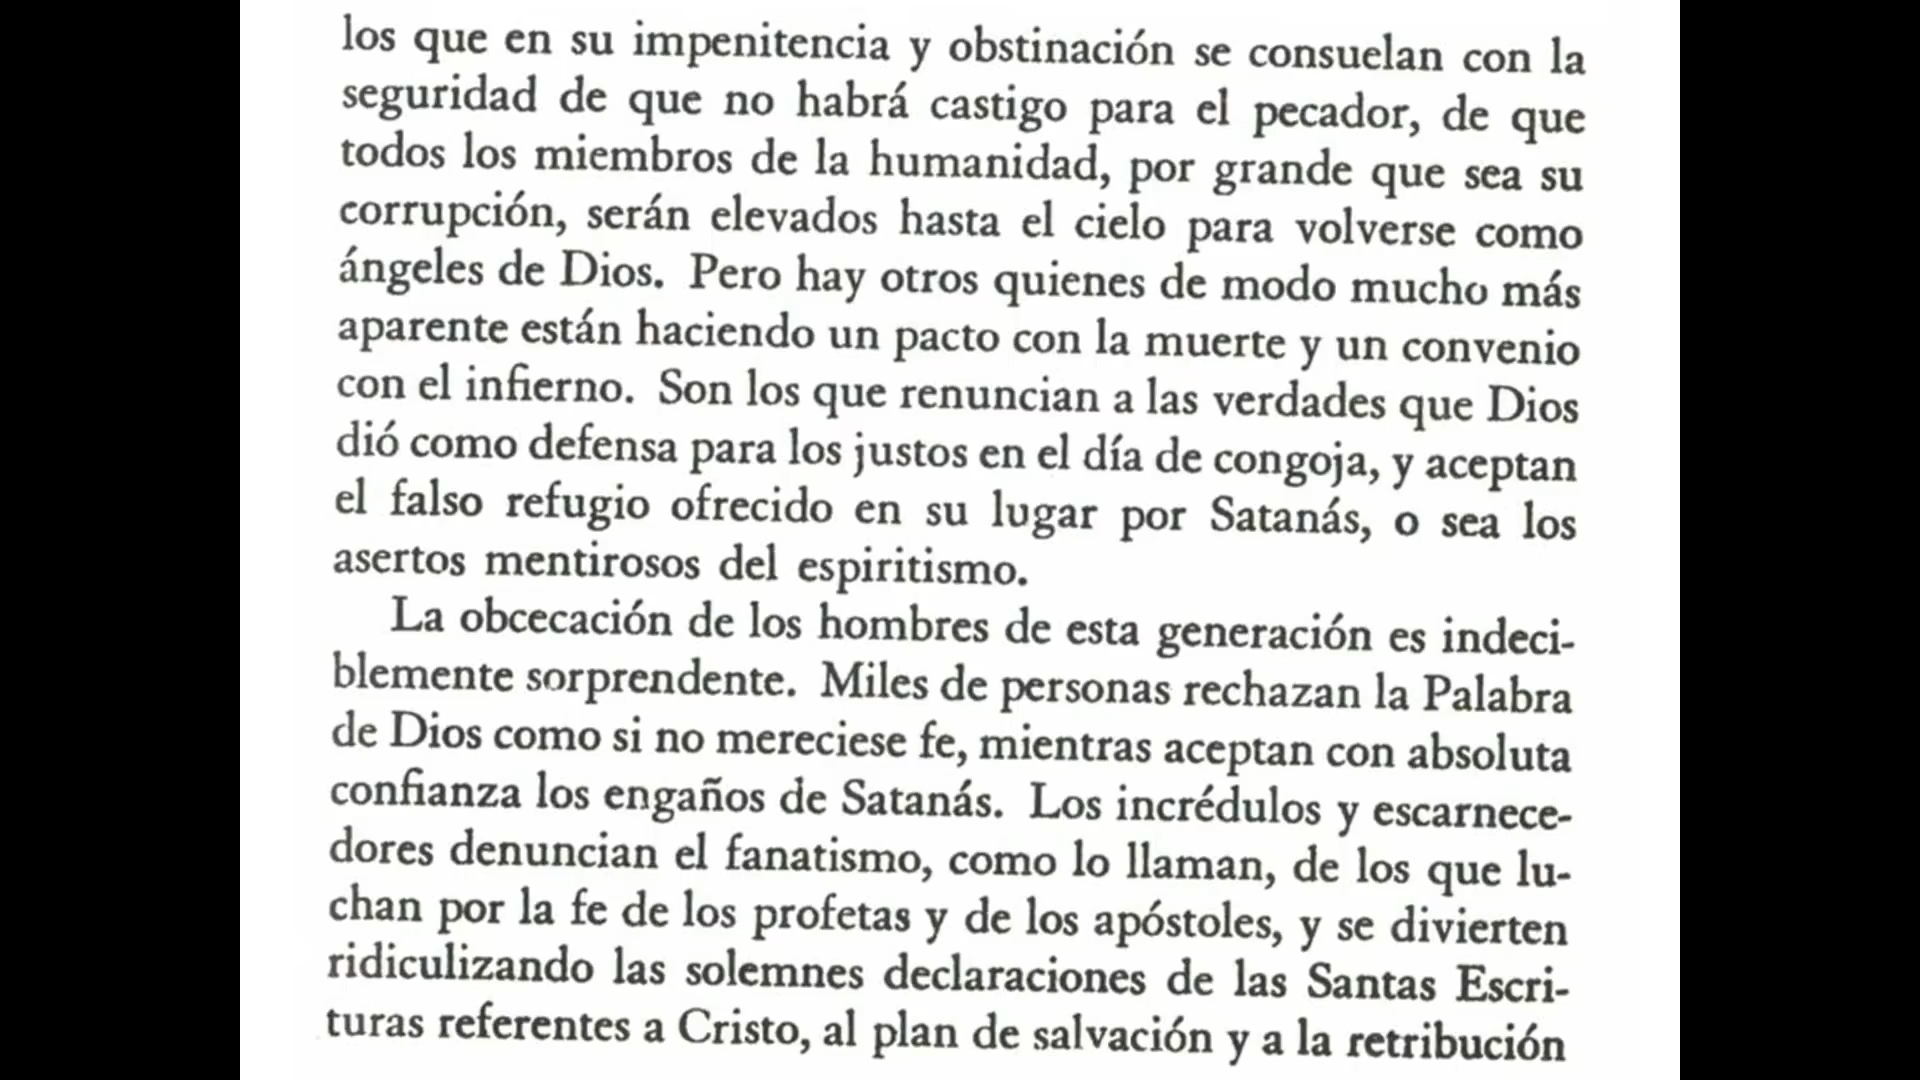 los que en su impenitencia y obstinación se consuelan con la
seguridad de que no habrá castigo para el pecador, de que
todos los miembros de la humanidad, por grande que sea su
corrupción, serán elevados hasta el cielo para volverse como
ángeles de Dios. Pero hay otros quienes de modo mucho más
aparente están haciendo un pacto con la muerte y un convenio
con el infierno. Son los que renuncian a las verdades que Dios
dió como defensa para los justos en el día de congoja, y aceptan
el falso refugio ofrecido en su lugar por Satanás, o sea los
asertos mentirosos del espiritismo.
La obcecación de los hombres de esta generación es indeci-
blemente sorprendente. Miles de personas rechazan la Palabra
de Dios como si no mereciese fe, mientras aceptan con absoluta
confianza los engaños de Satanás. Los incrédulos y escarnece-
dores denuncian el fanatismo, como lo llaman, de los que lu-
chan por la fe de los profetas y de los apóstoles, y se divierten
ridiculizando las solemnes declaraciones de las Santas Escri-
turas referentes a Cristo, al plan de salvación y a la retribución